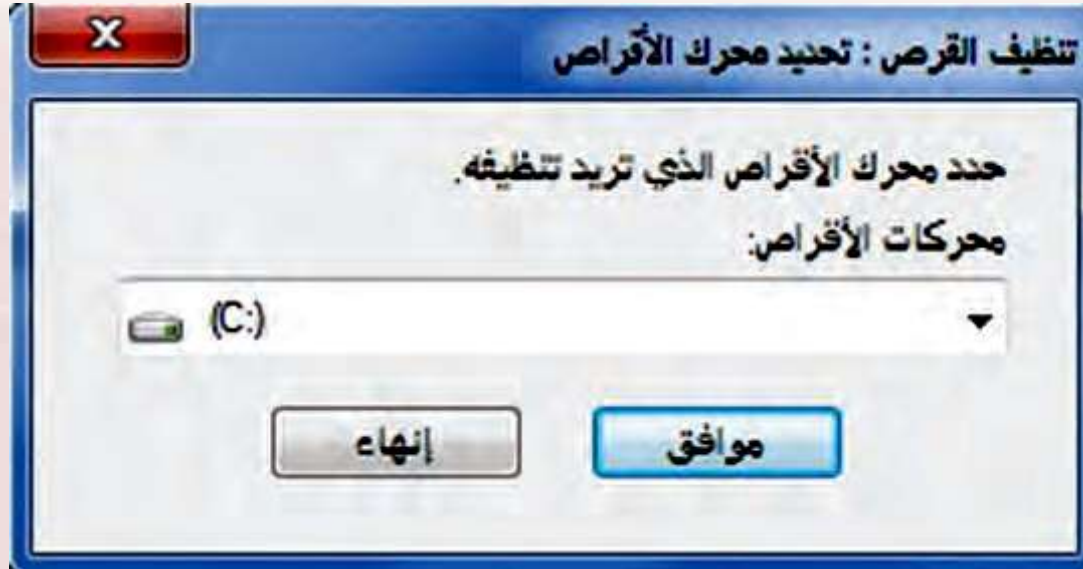 تنظيف القرص : تحديد محرك الأقراص
حدد محرك الأقراص الذي تريد تنظيفه.
محركات الأقراص:
(C:)
موافق
إنهاء